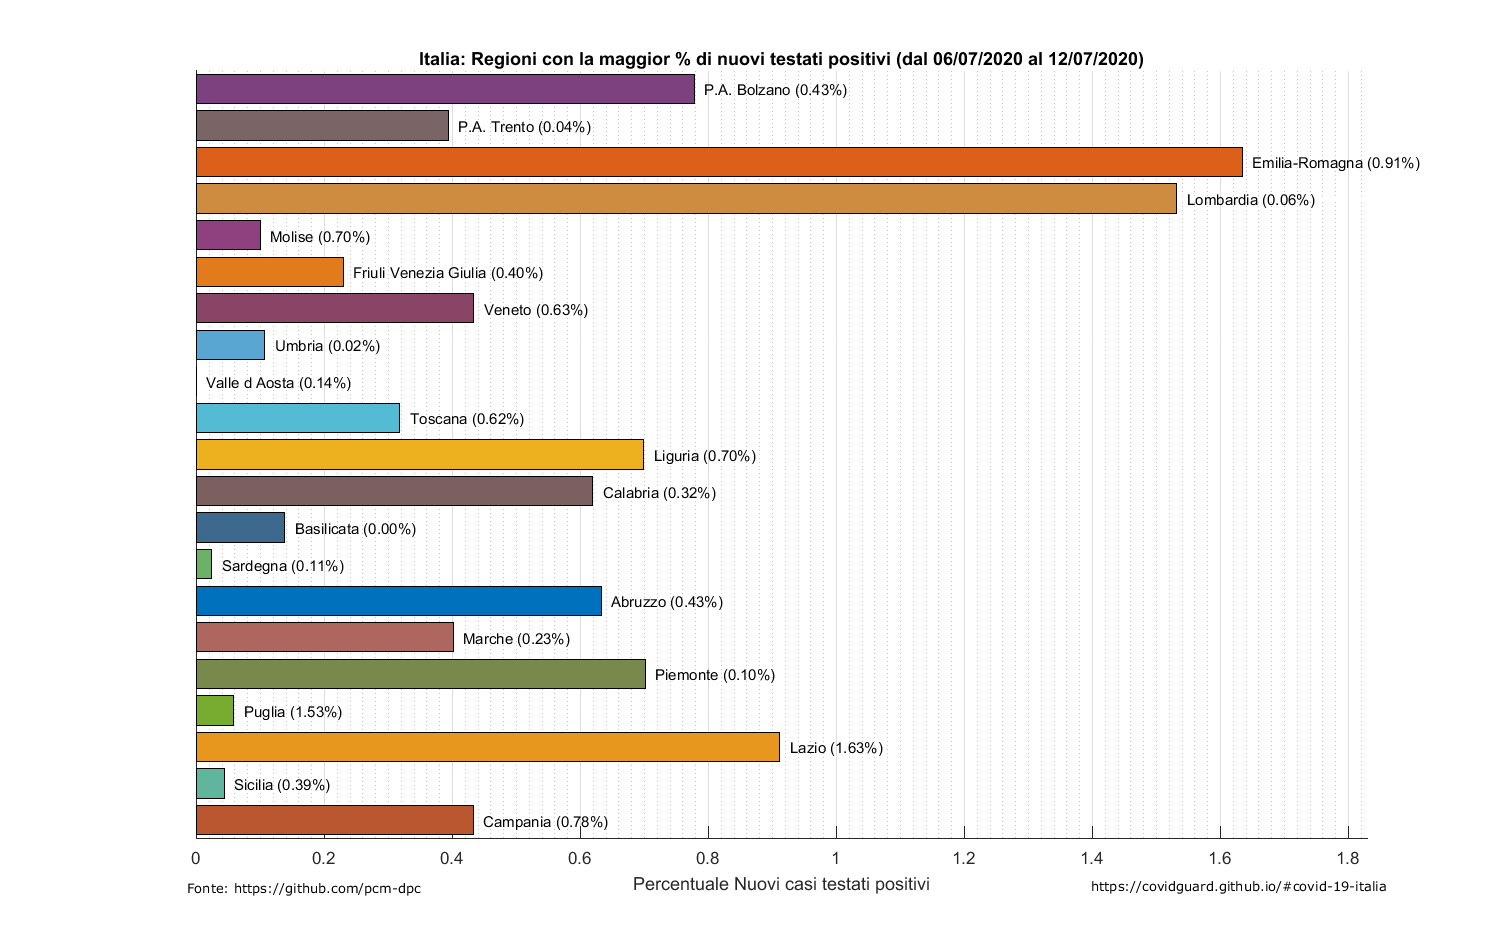 Italia: Regioni con la maggior % di nuovi testati positivi (dal 06/07/2020 al 12/07/2020)
P.A. Bolzano (0.43%)
P.A. Trento (0.04%)
Emilia-Romagna (0.91%)
Lombardia (0.06%)
Molise (0.70%)
Friuli Venezia Giulia (0.40%)
Veneto (0.63%)
Umbria (0.02%)
Valle d Aosta (0.14%)
Toscana (0.62%)
Liguria (0.70%)
Calabria (0.32%)
Basilicata (0.00%)
Sardegna (0.11%)
Abruzzo (0.43%)
Marche (0.23%)
Piemonte (0.10%)
Puglia (1.53%)
Lazio (1.63%)
Sicilia (0.39%)
Campania (0.78%)
0 0.2 0.4 0.6 0.8 1 1.2 1.4 1.6 1.8
Percentuale Nuovi casi testati positivi
Fonte: https://github.com/pcm-dpc
https://covidguard.github.io/#covid-19-italia